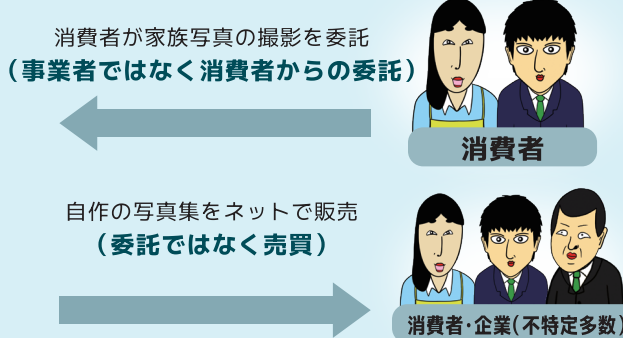 消費者が家族写真の撮影を委託
（事業者ではなく消費者からの委託）
消費者
自作の写真集をネットで販売
（委託ではなく売買）
消費者・企業（不特定多数）